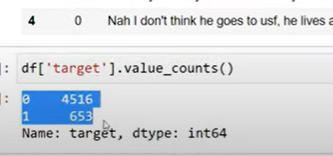 4 0 Nah I don't think he goes to usf, he lives a
]: df['target'].value_counts()
]: 0 4516
1 653
Name: target, dtype: int64